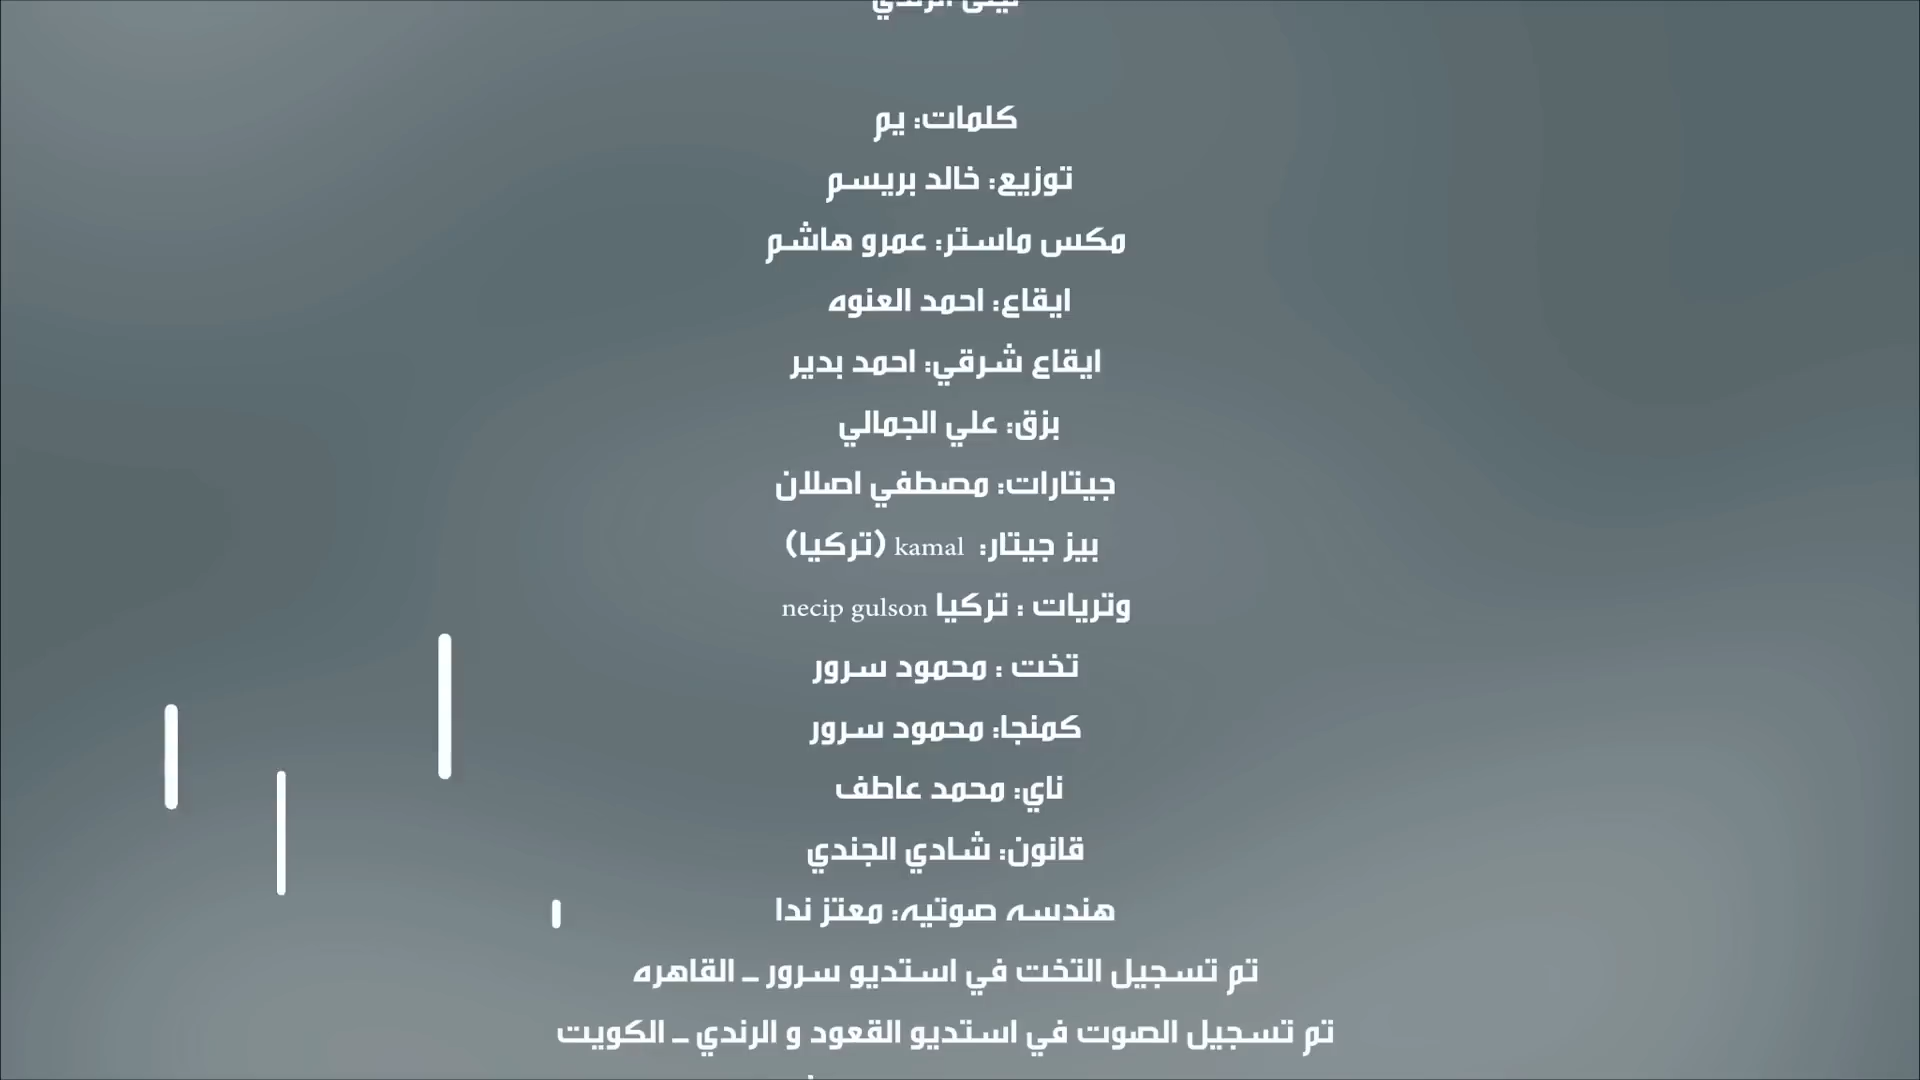 كلمات: يم
توزيع: خالد بريسم
مكس ماستر: عمرو هاشم
ايقاع: احمد العنوه
ايقاع شرقي: احمد بدير
بزق: علي الجمالي
جيتارات: مصطفي اصلان
بيز جيتار: kamal (تركيا)
وتريات : تركيا necip gulson
تخت : محمود سرور
كمنجا: محمود سرور
ناي: محمد عاطف
قانون: شادي الجندي
هندسه صوتيه: معتز ندا
تم تسجيل التخت في استديو سرور ـ القاهره
تم تسجيل الصوت في استديو القعود و الرندي ـ الكويت